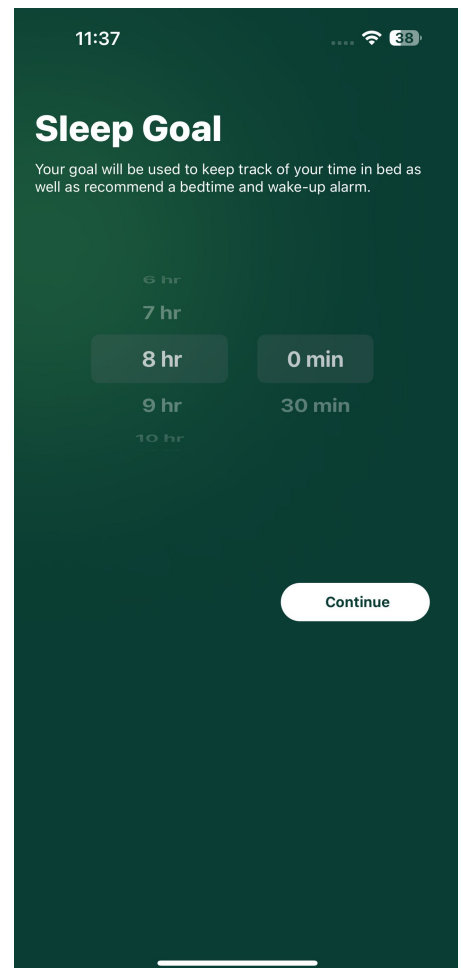 11:37
38
Sleep Goal
Your goal will be used to keep track of your time in bed as
well as recommend a bedtime and wake-up alarm.
6 hr
7 hr
8 hr 0 min
9 hr 30 min
10 hr
Continue